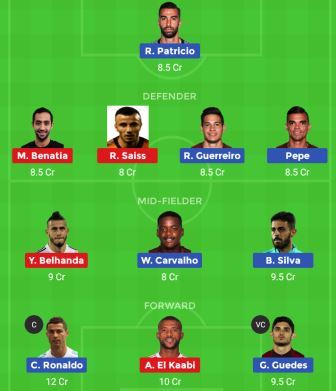 R. Patricio
8.5 Cr
DEFENDER
M. Benatia R. Saiss R. Guerreiro Pepe
8.5 Cr 8 Cr 8.5 Cr 8.5 Cr
MID-FIELDER
Y. Belhanda W. Carvalho B. Silva
9 Cr 8 Cr 9.5 Cr
FORWARD
C VC
C. Ronaldo A. El Kaabi G. Guedes
12 Cr 10 Cr 9.5 Cr